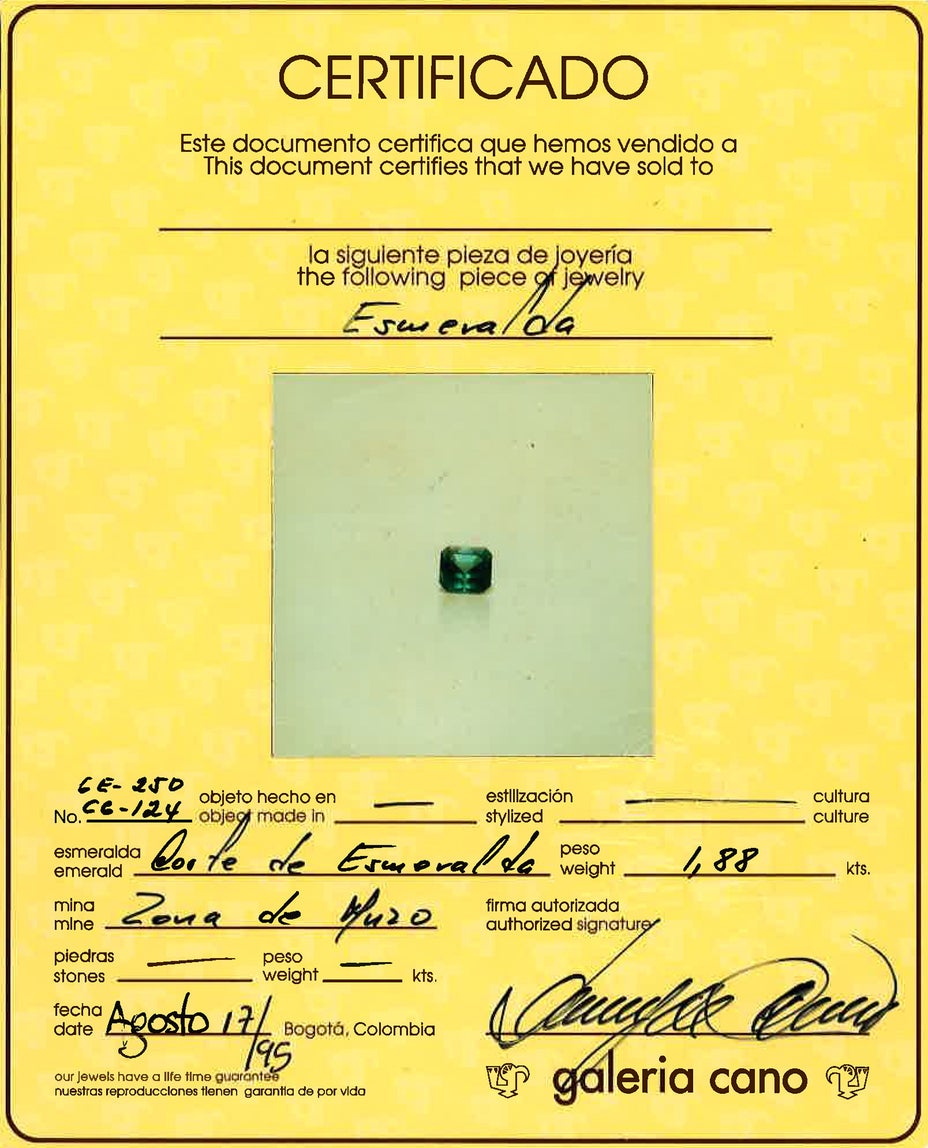 CERTIFICADO
Este documento certifica que hemos vendido a
This document certifies that we have sold to
la siguiente pieza de joyería
the following piece of jewelry
Esmeralda
CE-250
No. CG-124 objeto hecho en — estilización — cultura
object made in stylized culture
esmeralda Corte de Esmeralda peso 1,88
emerald weight kts.
mina Zona de Muzo firma autorizada
mine authorized signature
piedras — peso —
stones weight kts.
fecha Agosto 17/95
date Bogotá, Colombia
our jewels have a life time guarantee
nuestras reproducciones tienen garantia de por vida
galeria cano